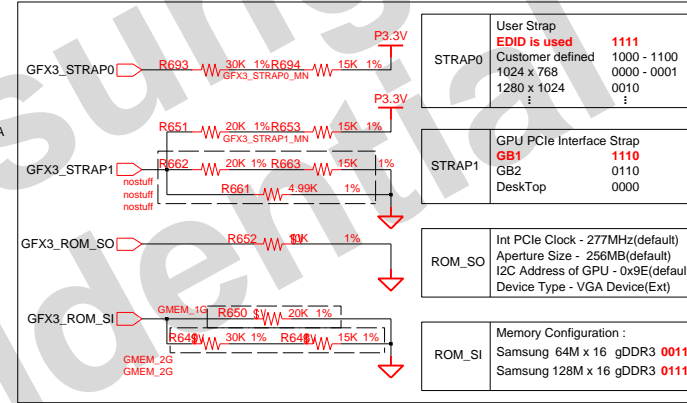 P3.3V
GFX3_STRAP0 R693 30K 1% R694 15K 1%
GFX3_STRAP0_MN
P3.3V
R651 20K 1% R653 15K 1%
GFX3_STRAP1_MN
GFX3_STRAP1 R662 20K 1% R663 15K 1%
nostuff
nostuff
nostuff
R661 4.99K 1%
GFX3_ROM_SO R652 10K 1%
GMEM_1G
GFX3_ROM_SI R650 20K 1%
R649 30K 1% R648 15K 1%
GMEM_2G
GMEM_2G
STRAP0
User Strap
EDID is used 1111
Customer defined 1000 - 1100
1024 x 768 0000 - 0001
1280 x 1024 0010
STRAP1
GPU PCIe Interface Strap
GB1 1110
GB2 0110
DeskTop 0000
ROM_SO
Int PCIe Clock - 277MHz(default)
Aperture Size - 256MB(default)
I2C Address of GPU - 0x9E(defaul
Device Type - VGA Device(Ext)
ROM_SI
Memory Configuration :
Samsung 64M x 16 gDDR3 0011
Samsung 128M x 16 gDDR3 0111